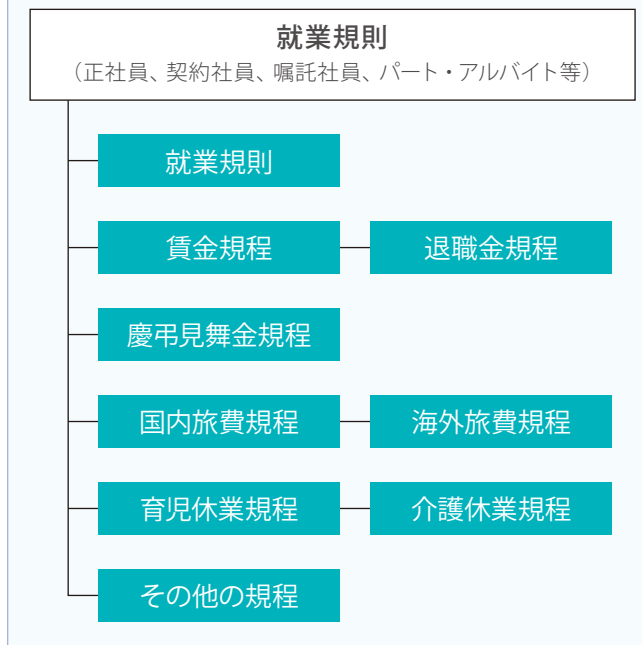 就業規則
（正社員、契約社員、嘱託社員、パート・アルバイト等）
就業規則
賃金規程
退職金規程
慶弔見舞金規程
国内旅費規程
海外旅費規程
育児休業規程
介護休業規程
その他の規程